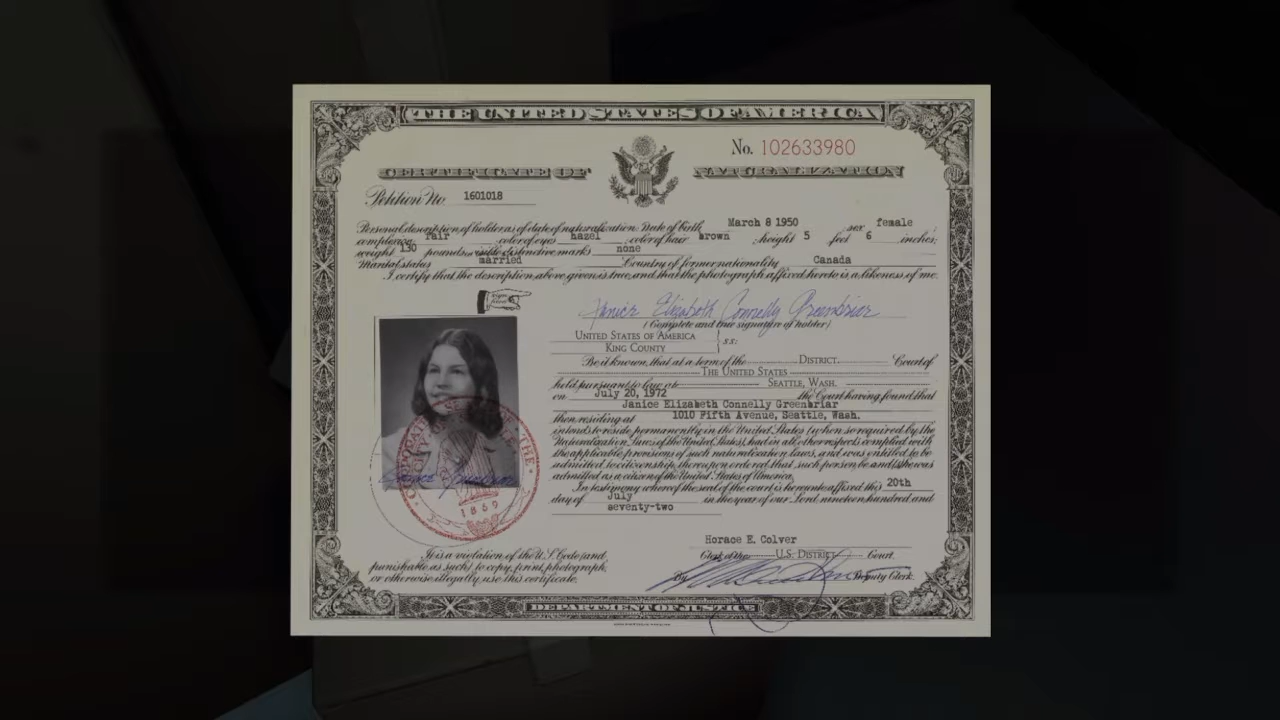 THE UNITED STATES OF AMERICA
No. 102633980
CERTIFICATE OF NATURALIZATION
Petition No 1601018
Personal description of holder as of date of naturalization: Date of birth March 8 1950 sex female
complexion Fair color of eyes hazel color of hair brown height 5 feet 6 inches;
weight 130 pounds; visible distinctive marks none
Marital status married Country of former nationality Canada
I certify that the description above given is true, and that the photograph affixed hereto is a likeness of me.
Janice Elizabeth Connelly Greenbriar
(Complete and true signature of holder)
UNITED STATES OF AMERICA
KING COUNTY
ss:
Be it known, that at a term of the DISTRICT. Court of
THE UNITED STATES
held pursuant to law at SEATTLE, WASH.
on July 20, 1972 the Court having found that
Janice Elizabeth Connelly Greenbriar
then residing at 1010 Fifth Avenue, Seattle, Wash.
intends to reside permanently in the United States (when so required by the
Naturalization Laws of the United States), had in all other respects complied with
the applicable provisions of such naturalization laws, and was entitled to be
admitted to citizenship, thereupon ordered that such person be and (s)he was
admitted as a citizen of the United States of America.
In testimony whereof the seal of the court is hereunto affixed this 20th
day of July in the year of our Lord nineteen hundred and
seventy-two
1869
Horace E. Colver
Clerk of the U.S. DISTRICT Court.
By Deputy Clerk.
It is a violation of the U.S. Code (and
punishable as such) to copy, print, photograph,
or otherwise illegally use this certificate.
DEPARTMENT OF JUSTICE